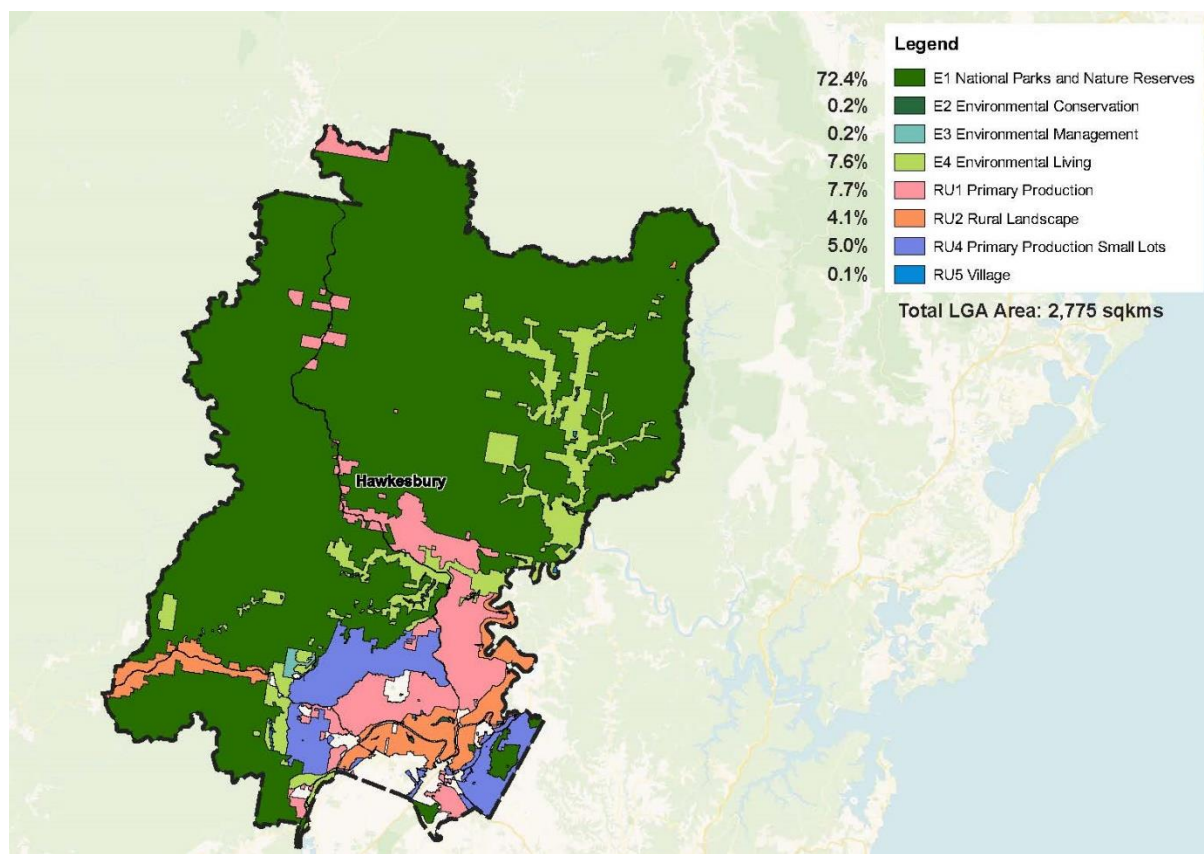 Legend
72.4% E1 National Parks and Nature Reserves
0.2% E2 Environmental Conservation
0.2% E3 Environmental Management
7.6% E4 Environmental Living
7.7% RU1 Primary Production
4.1% RU2 Rural Landscape
5.0% RU4 Primary Production Small Lots
0.1% RU5 Village
Total LGA Area: 2,775 sqkms
Hawkesbury